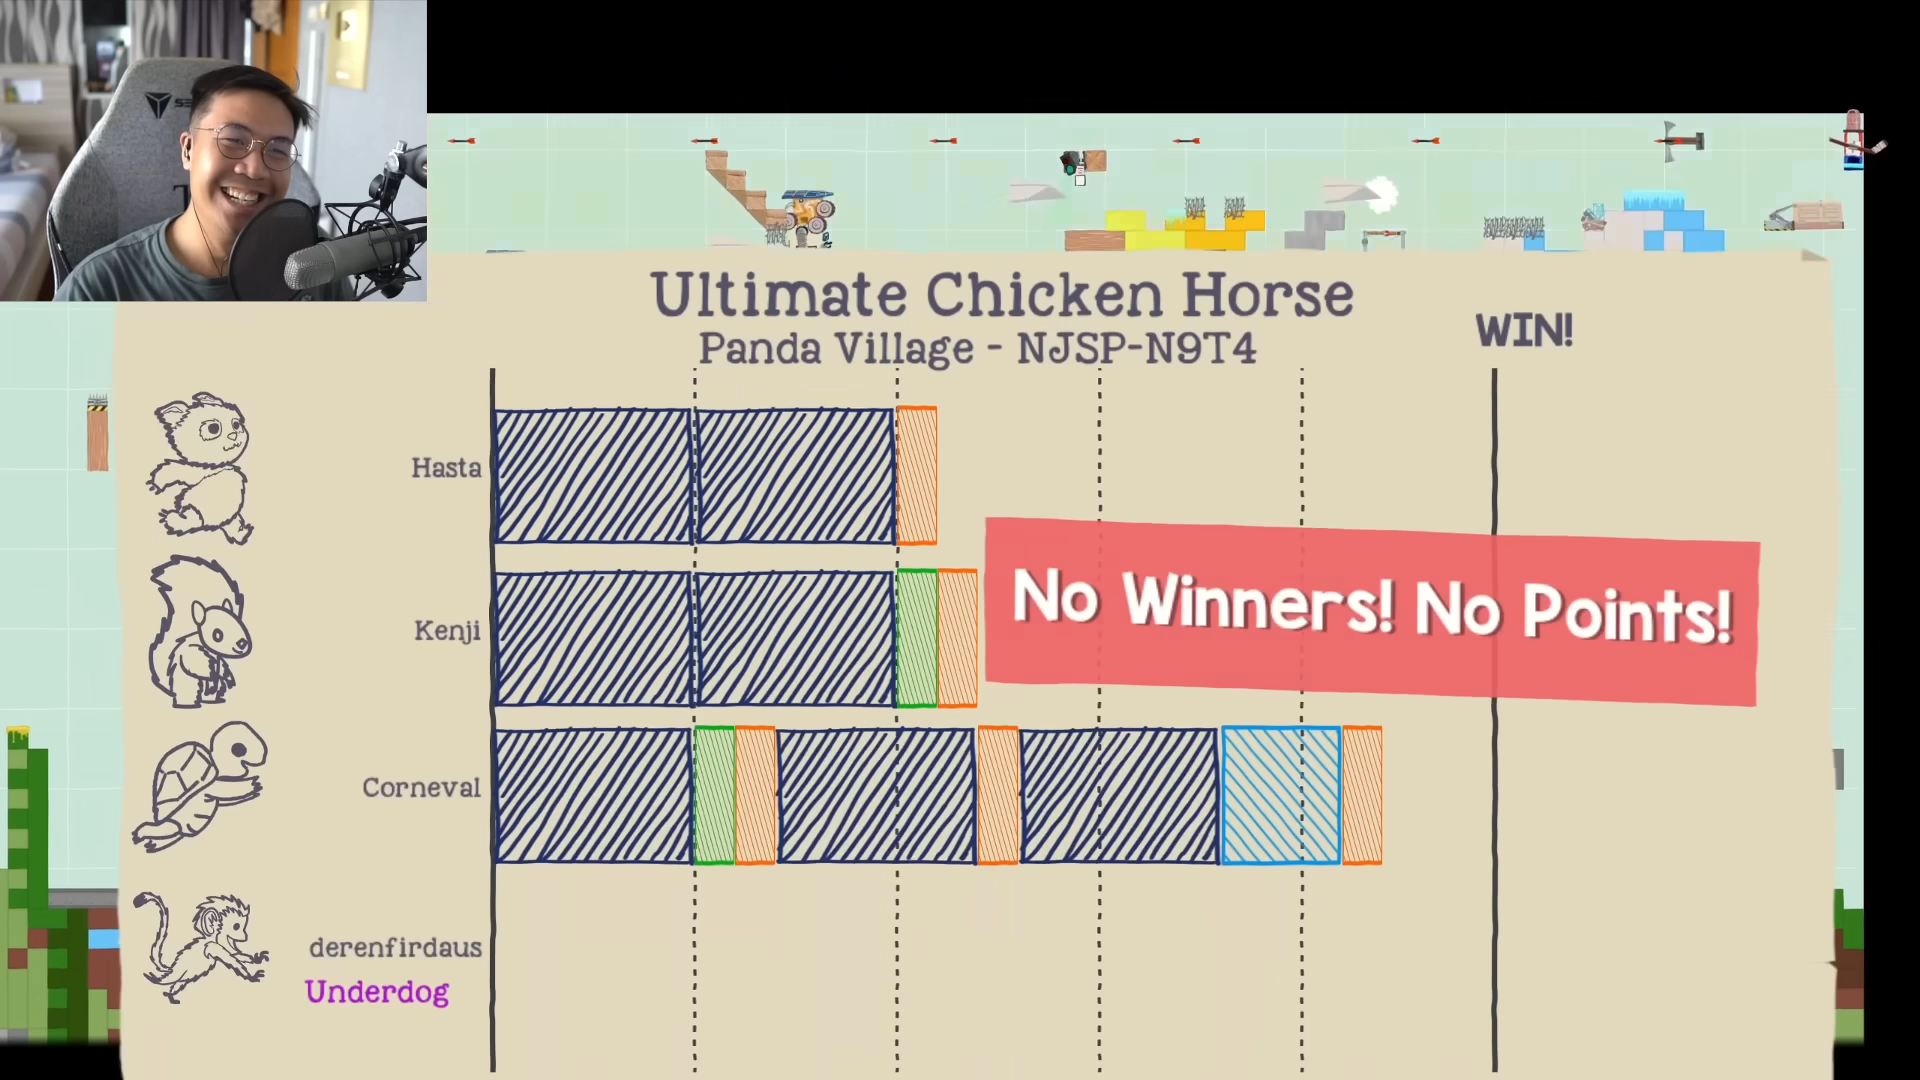 Ultimate Chicken Horse
Panda Village - NJSP-N9T4
WIN!
Hasta
No Winners! No Points!
Kenji
Corneval
derenfirdaus
Underdog